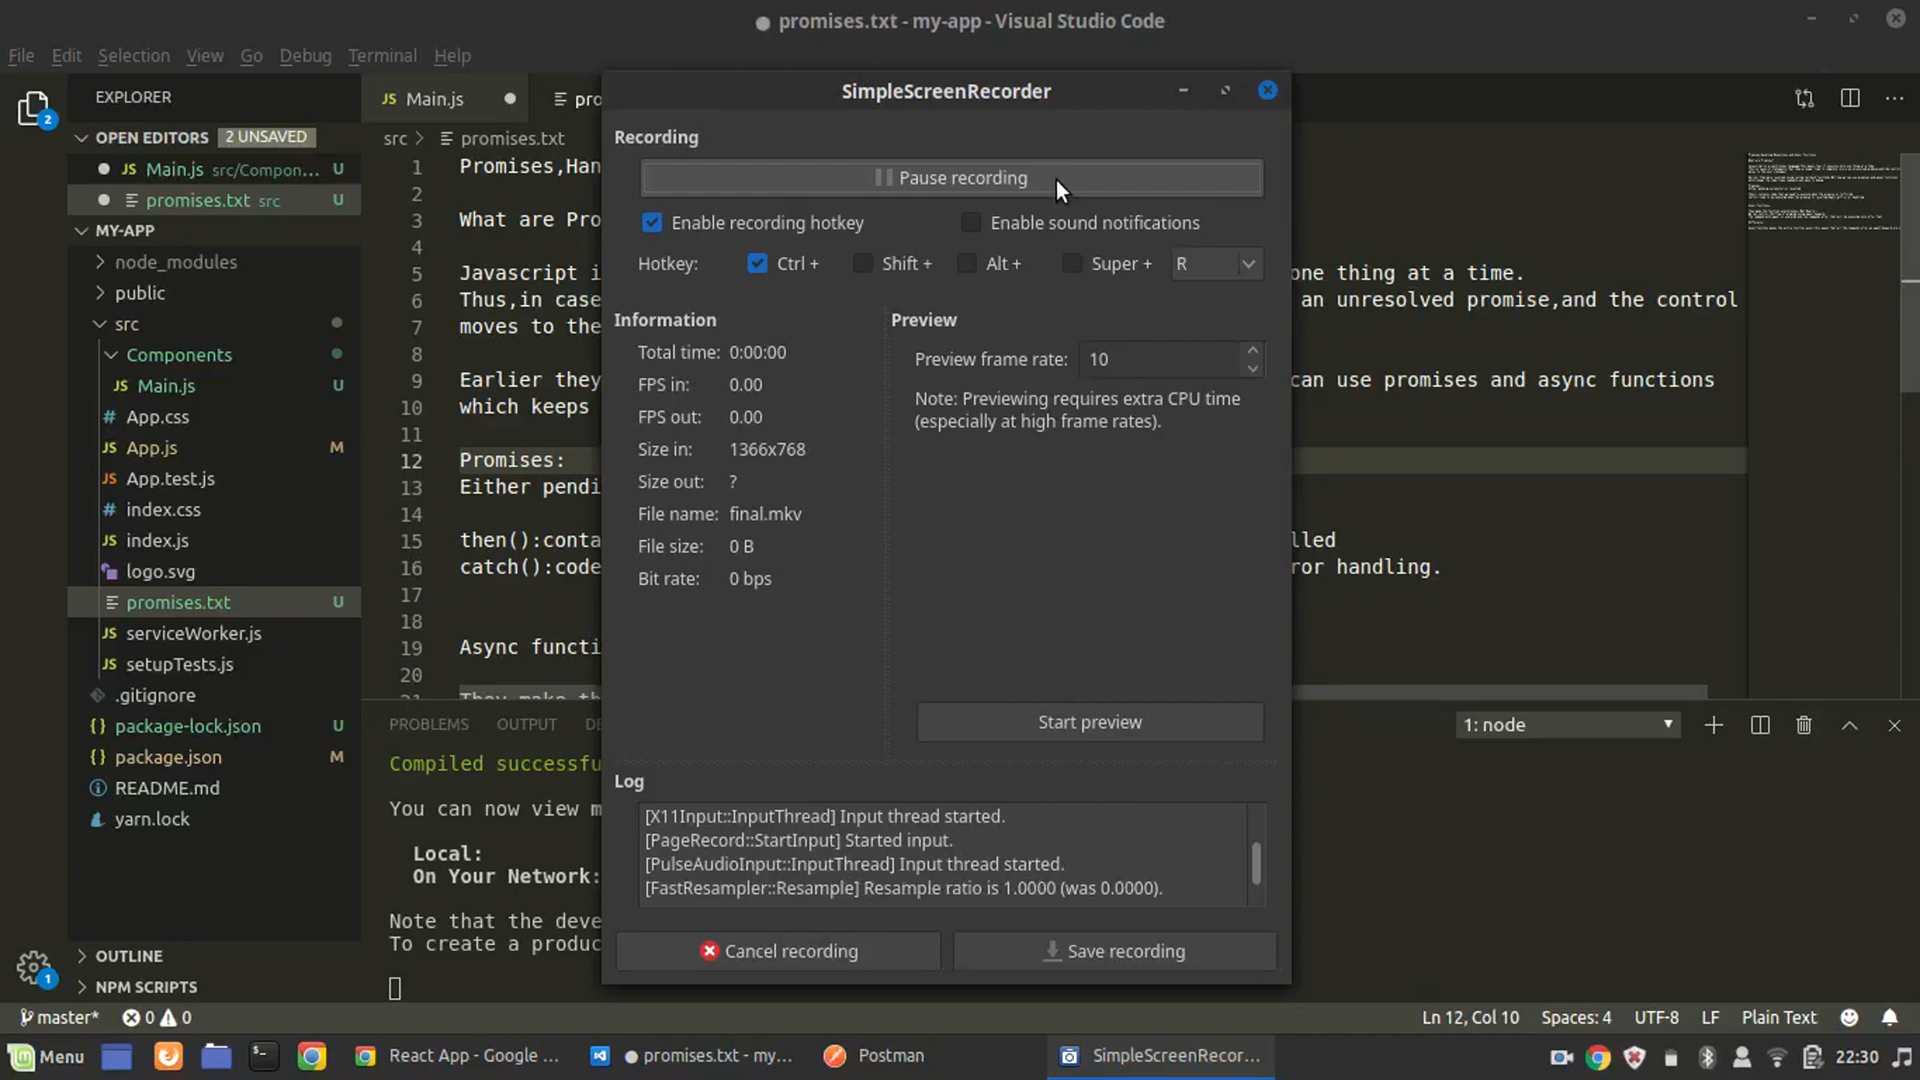 promises.txt - my-app - Visual Studio Code
File Edit Selection View Go Debug Terminal Help
EXPLORER
OPEN EDITORS 2 UNSAVED
JS Main.js src/Compon... U
promises.txt src U
MY-APP
node_modules
public
src
Components
JS Main.js U
# App.css
JS App.js M
JS App.test.js
# index.css
JS index.js
logo.svg
promises.txt U
JS serviceWorker.js
JS setupTests.js
.gitignore
{} package-lock.json U
{} package.json M
README.md
yarn.lock
OUTLINE
NPM SCRIPTS
2
1
JS Main.js
src > promises.txt
1 Promises,Han
2
3 What are Pro
4
5 Javascript i one thing at a time.
6 Thus,in case an unresolved promise,and the control
7 moves to the
8
9 Earlier they can use promises and async functions
10 which keeps
11
12 Promises:
13 Either pendi
14
15 then():conta lled
16 catch():code ror handling.
17
18
19 Async functi
20
PROBLEMS OUTPUT DE
1: node
Compiled successfu
You can now view m
Local:
On Your Network:
Note that the deve
To create a produc
SimpleScreenRecorder
Recording
Pause recording
Enable recording hotkey Enable sound notifications
Hotkey: Ctrl + Shift + Alt + Super + R
Information
Total time: 0:00:00
FPS in: 0.00
FPS out: 0.00
Size in: 1366x768
Size out: ?
File name: final.mkv
File size: 0 B
Bit rate: 0 bps
Preview
Preview frame rate: 10
Note: Previewing requires extra CPU time
(especially at high frame rates).
Start preview
Log
[X11Input::InputThread] Input thread started.
[PageRecord::StartInput] Started input.
[PulseAudioInput::InputThread] Input thread started.
[FastResampler::Resample] Resample ratio is 1.0000 (was 0.0000).
Cancel recording Save recording
master* 0 0 Ln 12, Col 10 Spaces: 4 UTF-8 LF Plain Text
Menu React App - Google ... promises.txt - my... Postman SimpleScreenRecor... 22:30